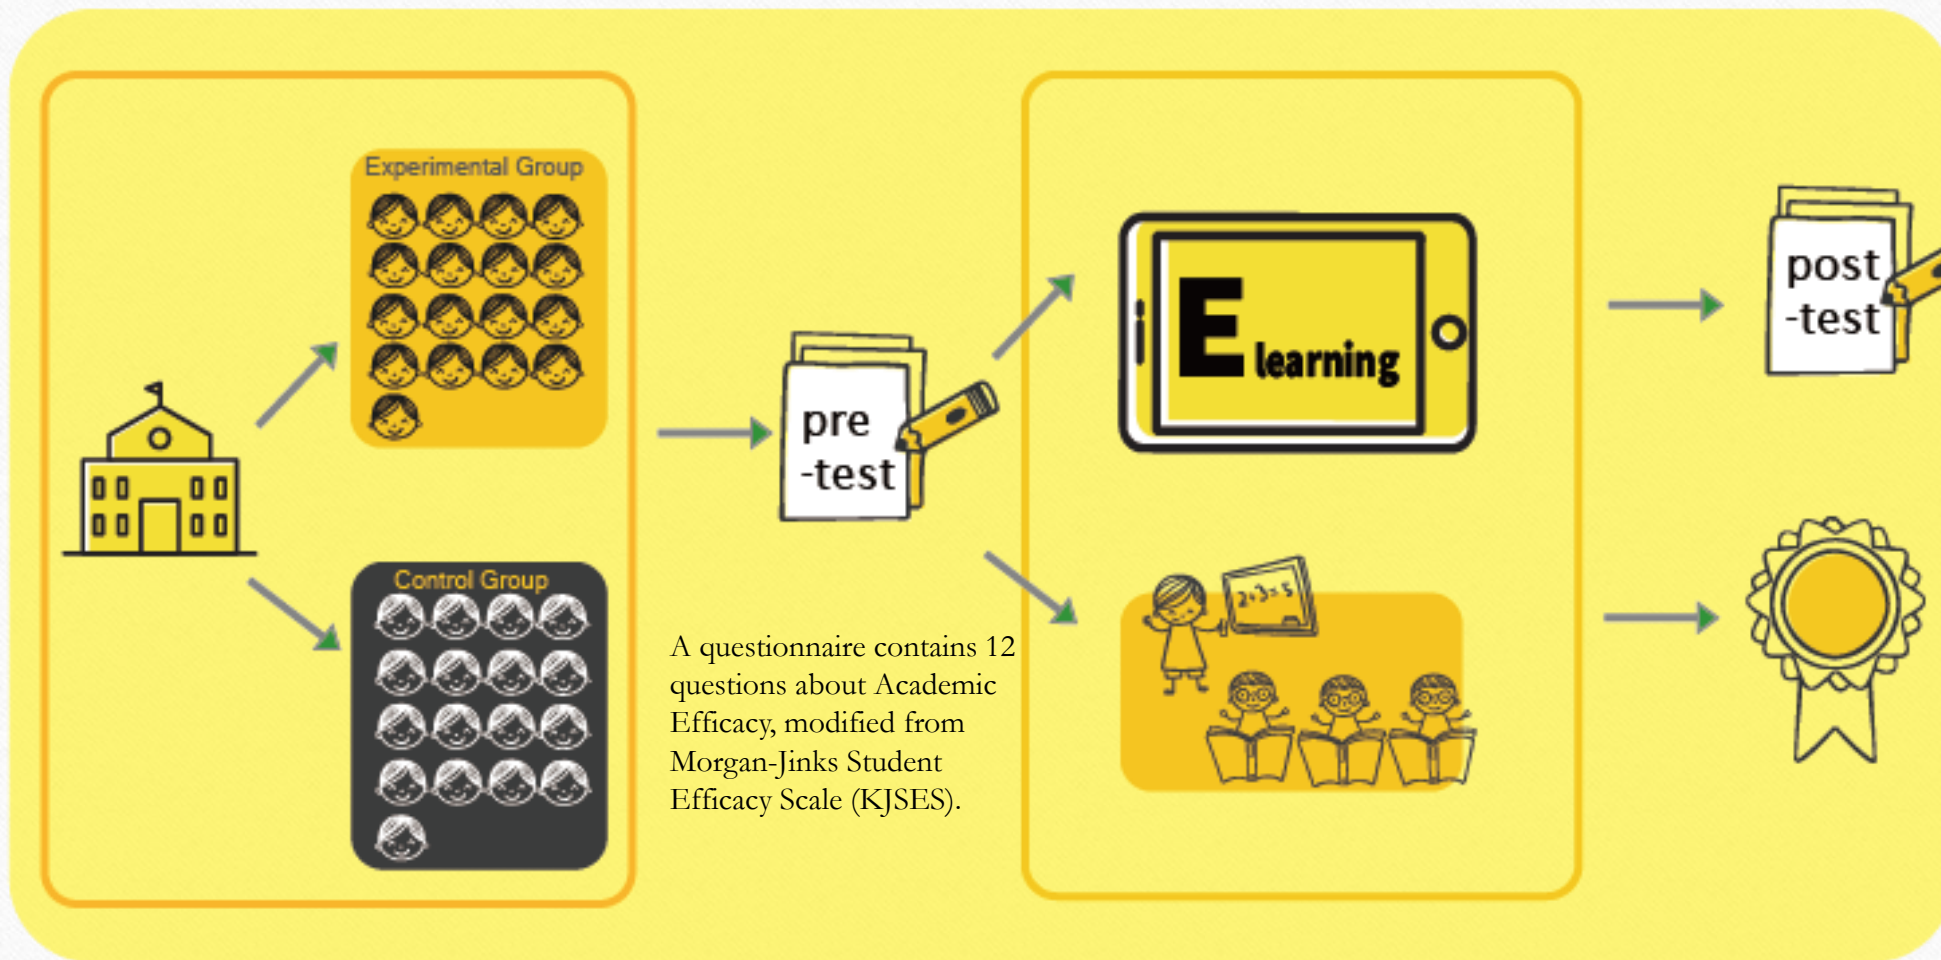 Experimental Group
Control Group
pre
-test
A questionnaire contains 12
questions about Academic
Efficacy, modified from
Morgan-Jinks Student
Efficacy Scale (KJSES).
E learning
2+3=5
post
-test